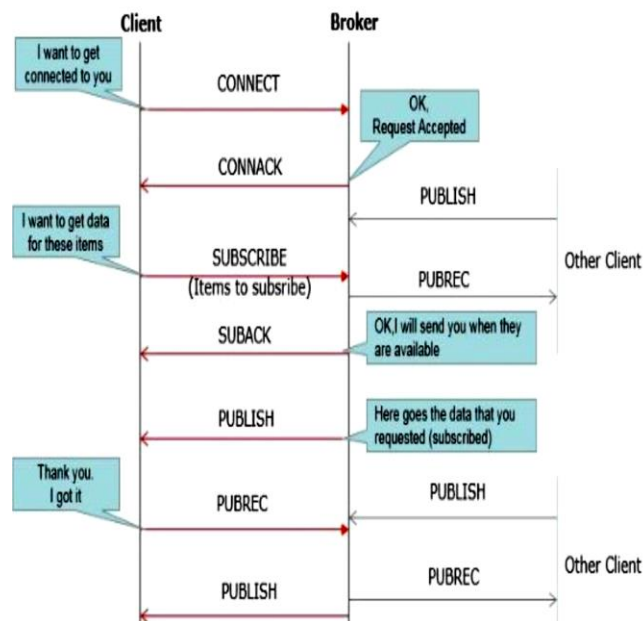 Client
Broker
I want to get
connected to you
CONNECT
OK,
Request Accepted
CONNACK
PUBLISH
I want to get data
for these items
SUBSCRIBE
(Items to subsribe)
Other Client
PUBREC
OK,I will send you when they
are available
SUBACK
PUBLISH
Here goes the data that you
requested (subscribed)
Thank you.
I got it
PUBREC
PUBLISH
Other Client
PUBREC
PUBLISH